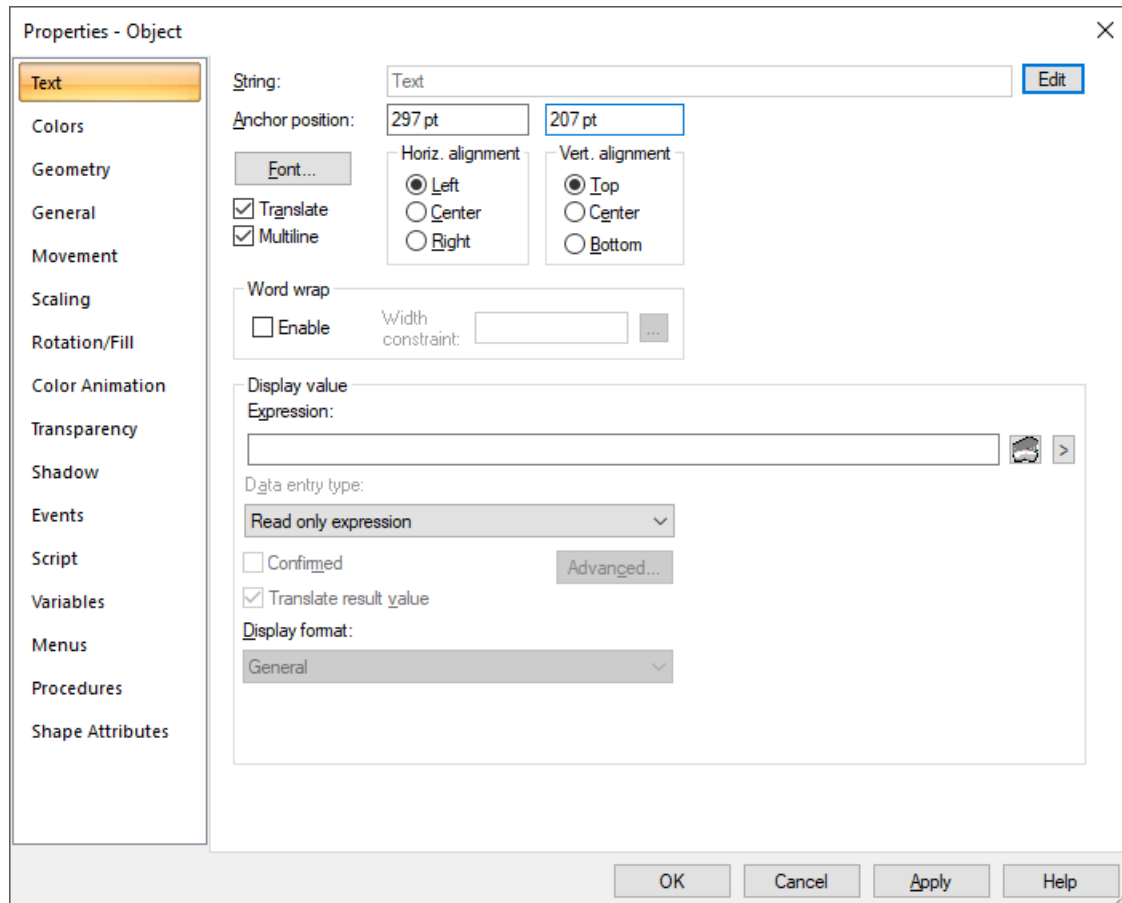 Properties - Object
Text
Colors
Geometry
General
Movement
Scaling
Rotation/Fill
Color Animation
Transparency
Shadow
Events
Script
Variables
Menus
Procedures
Shape Attributes
String: Text Edit
Anchor position: 297 pt 207 pt
Font...
Translate
Multiline
Horiz. alignment
Left
Center
Right
Vert. alignment
Top
Center
Bottom
Word wrap
Enable
Width
constraint:
...
Display value
Expression:
>
Data entry type:
Read only expression
Confirmed Advanced...
Translate result value
Display format:
General
OK Cancel Apply Help